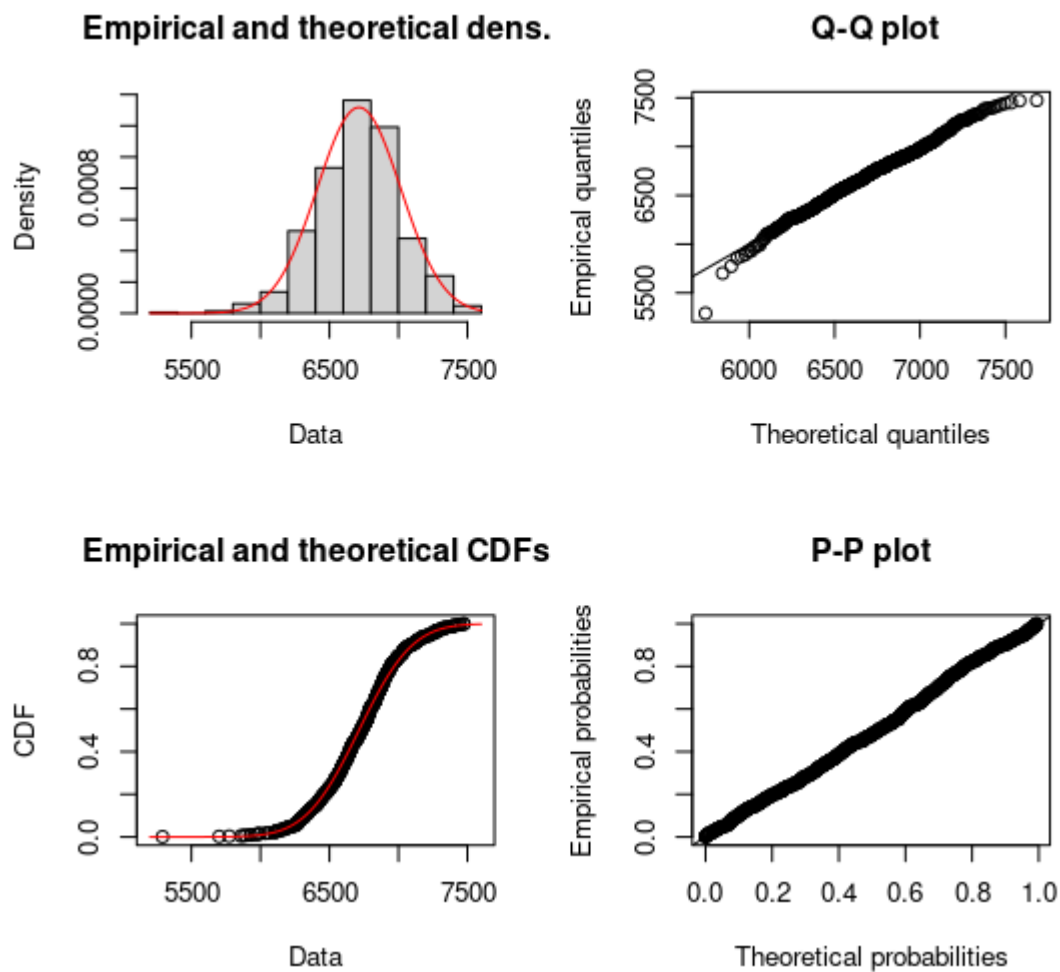 Empirical and theoretical dens.
Density
0.0000 0.0008
5500 6500 7500
Data
Q-Q plot
Empirical quantiles
5500 6500 7500
6000 6500 7000 7500
Theoretical quantiles
Empirical and theoretical CDFs
CDF
0.0 0.4 0.8
5500 6500 7500
Data
P-P plot
Empirical probabilities
0.0 0.4 0.8
0.0 0.2 0.4 0.6 0.8 1.0
Theoretical probabilities